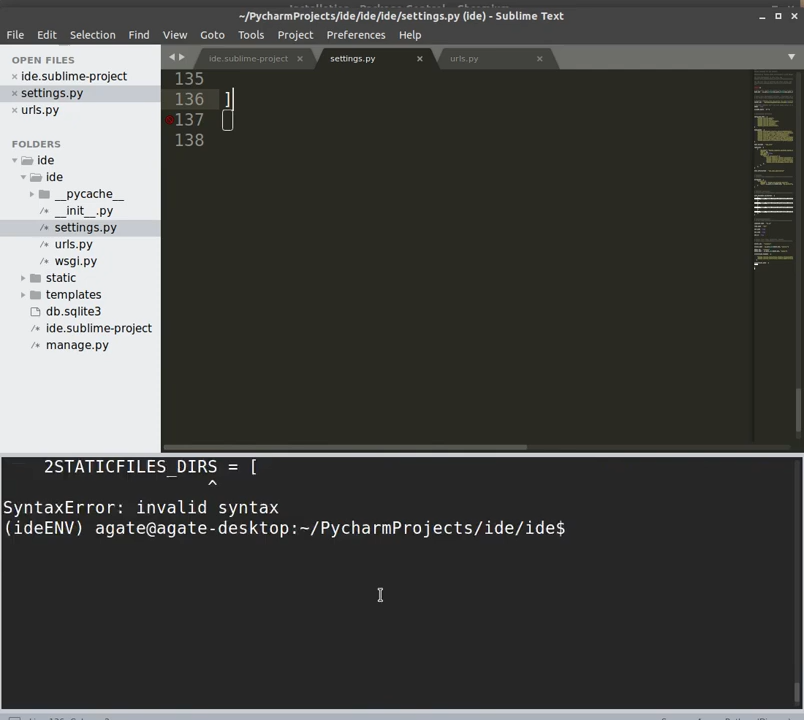 ~/PycharmProjects/ide/ide/ide/settings.py (ide) - Sublime Text
File Edit Selection Find View Goto Tools Project Preferences Help
OPEN FILES
ide.sublime-project
settings.py
urls.py
FOLDERS
ide
ide
__pycache__
__init__.py
settings.py
urls.py
wsgi.py
static
templates
db.sqlite3
ide.sublime-project
manage.py
ide.sublime-project settings.py urls.py
135
136 ]
137
138
2STATICFILES_DIRS = [
^
SyntaxError: invalid syntax
(ideENV) agate@agate-desktop:~/PycharmProjects/ide/ide$